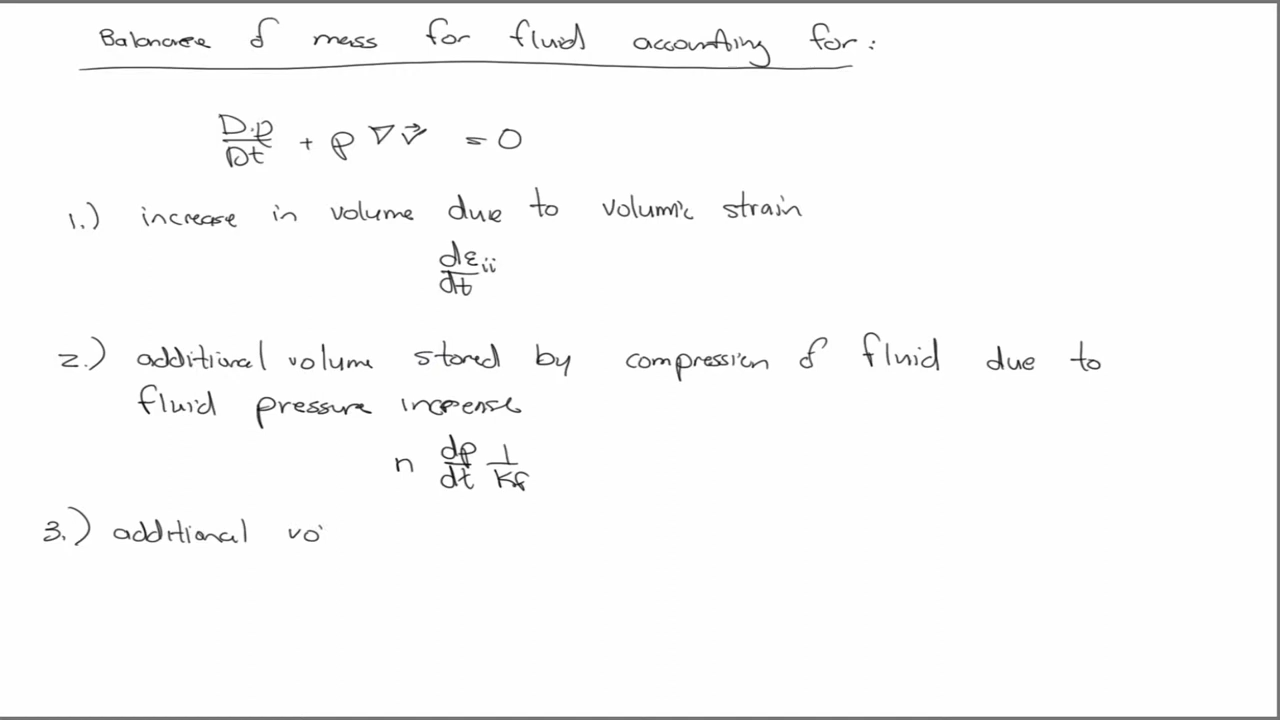 Balance of mass for fluid accounting for:
Dρ/Dt + ρ ∇ v⃗ = 0
1.) increase in volume due to volumic strain
dεii/dt
2.) additional volume stored by compression of fluid due to
fluid pressure increase
n dp/dt 1/Kf
3.) additional vo